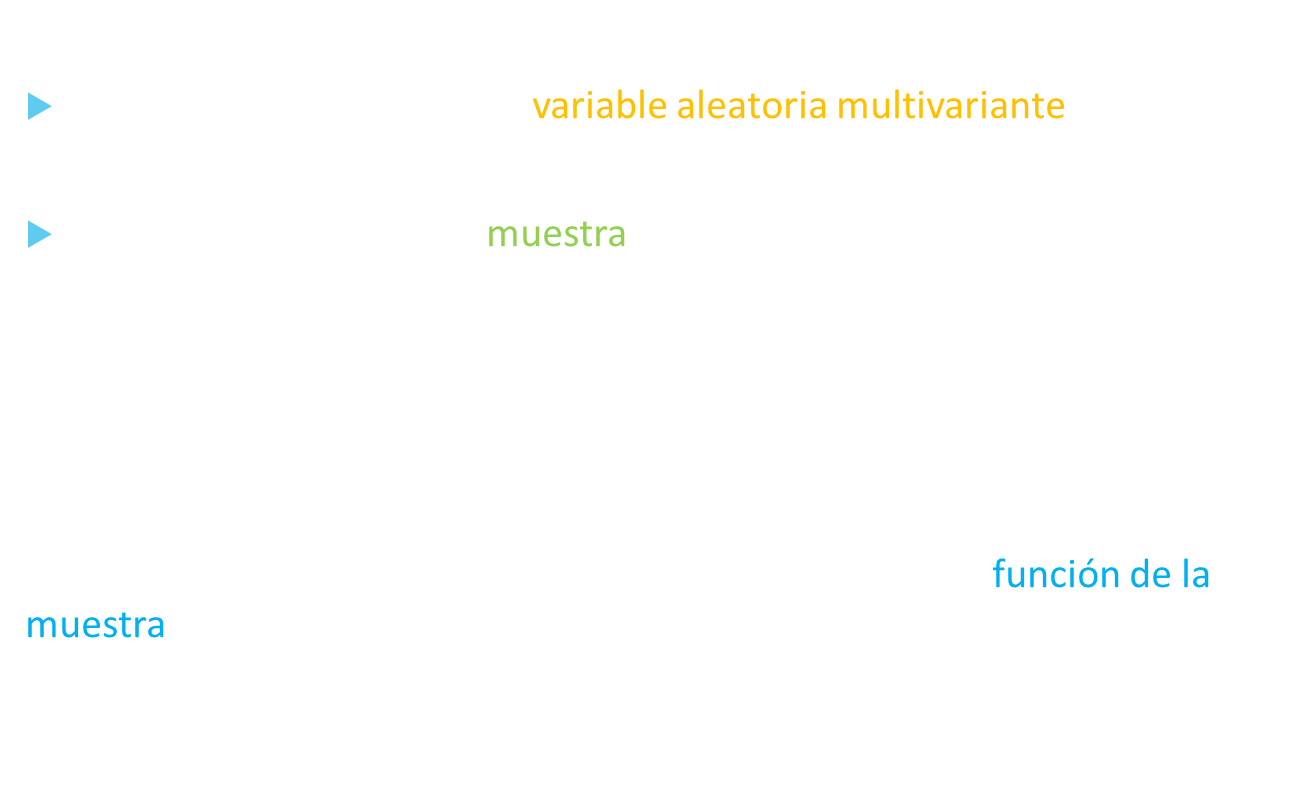 variable aleatoria multivariante
muestra
función de la
muestra